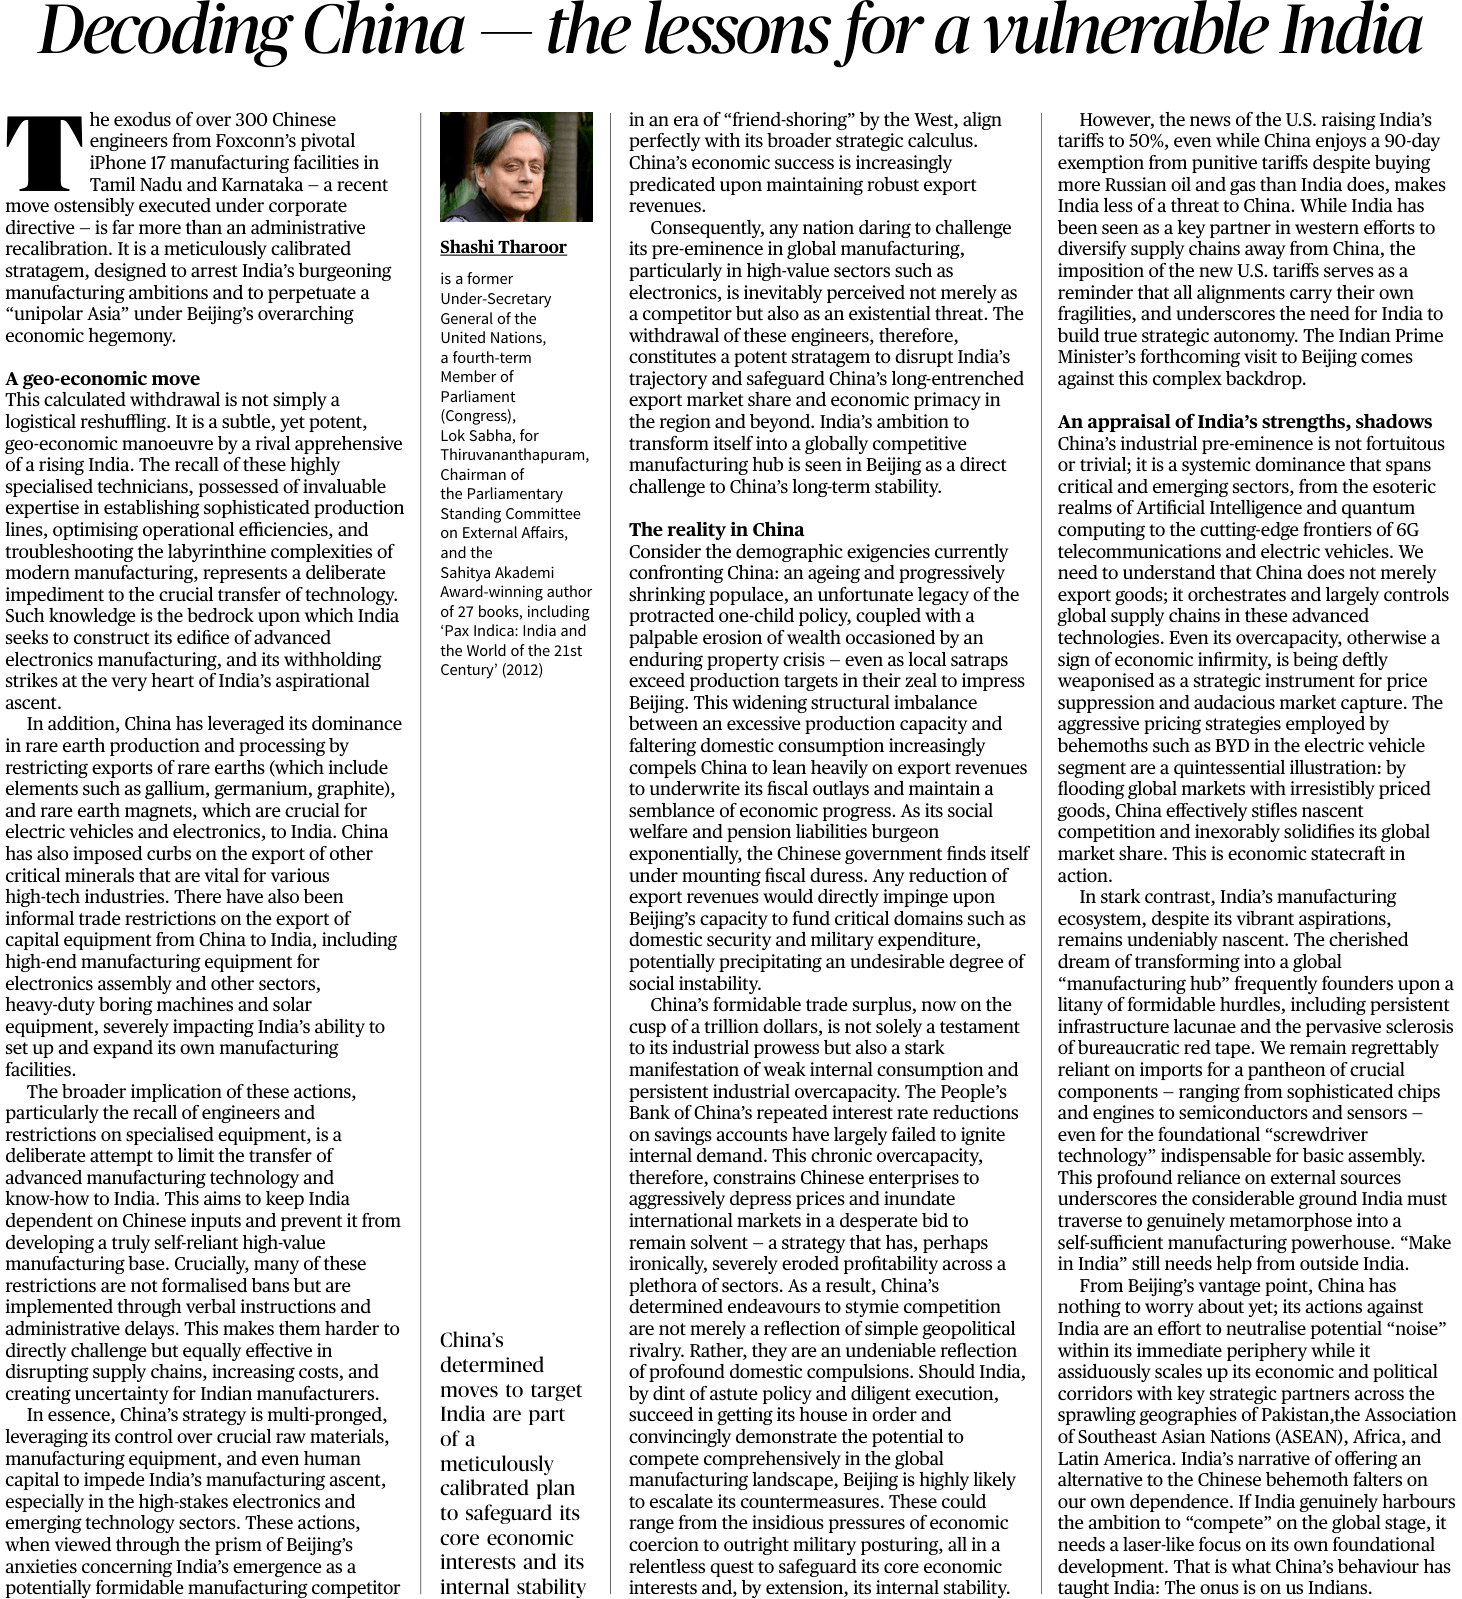 Decoding China — the lessons for a vulnerable India
The exodus of over 300 Chinese
engineers from Foxconn’s pivotal
iPhone 17 manufacturing facilities in
Tamil Nadu and Karnataka – a recent
move ostensibly executed under corporate
directive – is far more than an administrative
recalibration. It is a meticulously calibrated
stratagem, designed to arrest India’s burgeoning
manufacturing ambitions and to perpetuate a
“unipolar Asia” under Beijing’s overarching
economic hegemony.
A geo-economic move
This calculated withdrawal is not simply a
logistical reshuffling. It is a subtle, yet potent,
geo-economic manoeuvre by a rival apprehensive
of a rising India. The recall of these highly
specialised technicians, possessed of invaluable
expertise in establishing sophisticated production
lines, optimising operational efficiencies, and
troubleshooting the labyrinthine complexities of
modern manufacturing, represents a deliberate
impediment to the crucial transfer of technology.
Such knowledge is the bedrock upon which India
seeks to construct its edifice of advanced
electronics manufacturing, and its withholding
strikes at the very heart of India’s aspirational
ascent.
In addition, China has leveraged its dominance
in rare earth production and processing by
restricting exports of rare earths (which include
elements such as gallium, germanium, graphite),
and rare earth magnets, which are crucial for
electric vehicles and electronics, to India. China
has also imposed curbs on the export of other
critical minerals that are vital for various
high-tech industries. There have also been
informal trade restrictions on the export of
capital equipment from China to India, including
high-end manufacturing equipment for
electronics assembly and other sectors,
heavy-duty boring machines and solar
equipment, severely impacting India’s ability to
set up and expand its own manufacturing
facilities.
The broader implication of these actions,
particularly the recall of engineers and
restrictions on specialised equipment, is a
deliberate attempt to limit the transfer of
advanced manufacturing technology and
know-how to India. This aims to keep India
dependent on Chinese inputs and prevent it from
developing a truly self-reliant high-value
manufacturing base. Crucially, many of these
restrictions are not formalised bans but are
implemented through verbal instructions and
administrative delays. This makes them harder to
directly challenge but equally effective in
disrupting supply chains, increasing costs, and
creating uncertainty for Indian manufacturers.
In essence, China’s strategy is multi-pronged,
leveraging its control over crucial raw materials,
manufacturing equipment, and even human
capital to impede India’s manufacturing ascent,
especially in the high-stakes electronics and
emerging technology sectors. These actions,
when viewed through the prism of Beijing’s
anxieties concerning India’s emergence as a
potentially formidable manufacturing competitor
Shashi Tharoor
is a former
Under-Secretary
General of the
United Nations,
a fourth-term
Member of
Parliament
(Congress),
Lok Sabha, for
Thiruvananthapuram,
Chairman of
the Parliamentary
Standing Committee
on External Affairs,
and the
Sahitya Akademi
Award-winning author
of 27 books, including
‘Pax Indica: India and
the World of the 21st
Century’ (2012)
China’s
determined
moves to target
India are part
of a
meticulously
calibrated plan
to safeguard its
core economic
interests and its
internal stability
in an era of “friend-shoring” by the West, align
perfectly with its broader strategic calculus.
China’s economic success is increasingly
predicated upon maintaining robust export
revenues.
Consequently, any nation daring to challenge
its pre-eminence in global manufacturing,
particularly in high-value sectors such as
electronics, is inevitably perceived not merely as
a competitor but also as an existential threat. The
withdrawal of these engineers, therefore,
constitutes a potent stratagem to disrupt India’s
trajectory and safeguard China’s long-entrenched
export market share and economic primacy in
the region and beyond. India’s ambition to
transform itself into a globally competitive
manufacturing hub is seen in Beijing as a direct
challenge to China’s long-term stability.
The reality in China
Consider the demographic exigencies currently
confronting China: an ageing and progressively
shrinking populace, an unfortunate legacy of the
protracted one-child policy, coupled with a
palpable erosion of wealth occasioned by an
enduring property crisis – even as local satraps
exceed production targets in their zeal to impress
Beijing. This widening structural imbalance
between an excessive production capacity and
faltering domestic consumption increasingly
compels China to lean heavily on export revenues
to underwrite its fiscal outlays and maintain a
semblance of economic progress. As its social
welfare and pension liabilities burgeon
exponentially, the Chinese government finds itself
under mounting fiscal duress. Any reduction of
export revenues would directly impinge upon
Beijing’s capacity to fund critical domains such as
domestic security and military expenditure,
potentially precipitating an undesirable degree of
social instability.
China’s formidable trade surplus, now on the
cusp of a trillion dollars, is not solely a testament
to its industrial prowess but also a stark
manifestation of weak internal consumption and
persistent industrial overcapacity. The People’s
Bank of China’s repeated interest rate reductions
on savings accounts have largely failed to ignite
internal demand. This chronic overcapacity,
therefore, constrains Chinese enterprises to
aggressively depress prices and inundate
international markets in a desperate bid to
remain solvent – a strategy that has, perhaps
ironically, severely eroded profitability across a
plethora of sectors. As a result, China’s
determined endeavours to stymie competition
are not merely a reflection of simple geopolitical
rivalry. Rather, they are an undeniable reflection
of profound domestic compulsions. Should India,
by dint of astute policy and diligent execution,
succeed in getting its house in order and
convincingly demonstrate the potential to
compete comprehensively in the global
manufacturing landscape, Beijing is highly likely
to escalate its countermeasures. These could
range from the insidious pressures of economic
coercion to outright military posturing, all in a
relentless quest to safeguard its core economic
interests and, by extension, its internal stability.
However, the news of the U.S. raising India’s
tariffs to 50%, even while China enjoys a 90-day
exemption from punitive tariffs despite buying
more Russian oil and gas than India does, makes
India less of a threat to China. While India has
been seen as a key partner in western efforts to
diversify supply chains away from China, the
imposition of the new U.S. tariffs serves as a
reminder that all alignments carry their own
fragilities, and underscores the need for India to
build true strategic autonomy. The Indian Prime
Minister’s forthcoming visit to Beijing comes
against this complex backdrop.
An appraisal of India’s strengths, shadows
China’s industrial pre-eminence is not fortuitous
or trivial; it is a systemic dominance that spans
critical and emerging sectors, from the esoteric
realms of Artificial Intelligence and quantum
computing to the cutting-edge frontiers of 6G
telecommunications and electric vehicles. We
need to understand that China does not merely
export goods; it orchestrates and largely controls
global supply chains in these advanced
technologies. Even its overcapacity, otherwise a
sign of economic infirmity, is being deftly
weaponised as a strategic instrument for price
suppression and audacious market capture. The
aggressive pricing strategies employed by
behemoths such as BYD in the electric vehicle
segment are a quintessential illustration: by
flooding global markets with irresistibly priced
goods, China effectively stifles nascent
competition and inexorably solidifies its global
market share. This is economic statecraft in
action.
In stark contrast, India’s manufacturing
ecosystem, despite its vibrant aspirations,
remains undeniably nascent. The cherished
dream of transforming into a global
“manufacturing hub” frequently founders upon a
litany of formidable hurdles, including persistent
infrastructure lacunae and the pervasive sclerosis
of bureaucratic red tape. We remain regrettably
reliant on imports for a pantheon of crucial
components – ranging from sophisticated chips
and engines to semiconductors and sensors –
even for the foundational “screwdriver
technology” indispensable for basic assembly.
This profound reliance on external sources
underscores the considerable ground India must
traverse to genuinely metamorphose into a
self-sufficient manufacturing powerhouse. “Make
in India” still needs help from outside India.
From Beijing’s vantage point, China has
nothing to worry about yet; its actions against
India are an effort to neutralise potential “noise”
within its immediate periphery while it
assiduously scales up its economic and political
corridors with key strategic partners across the
sprawling geographies of Pakistan,the Association
of Southeast Asian Nations (ASEAN), Africa, and
Latin America. India’s narrative of offering an
alternative to the Chinese behemoth falters on
our own dependence. If India genuinely harbours
the ambition to “compete” on the global stage, it
needs a laser-like focus on its own foundational
development. That is what China’s behaviour has
taught India: The onus is on us Indians.